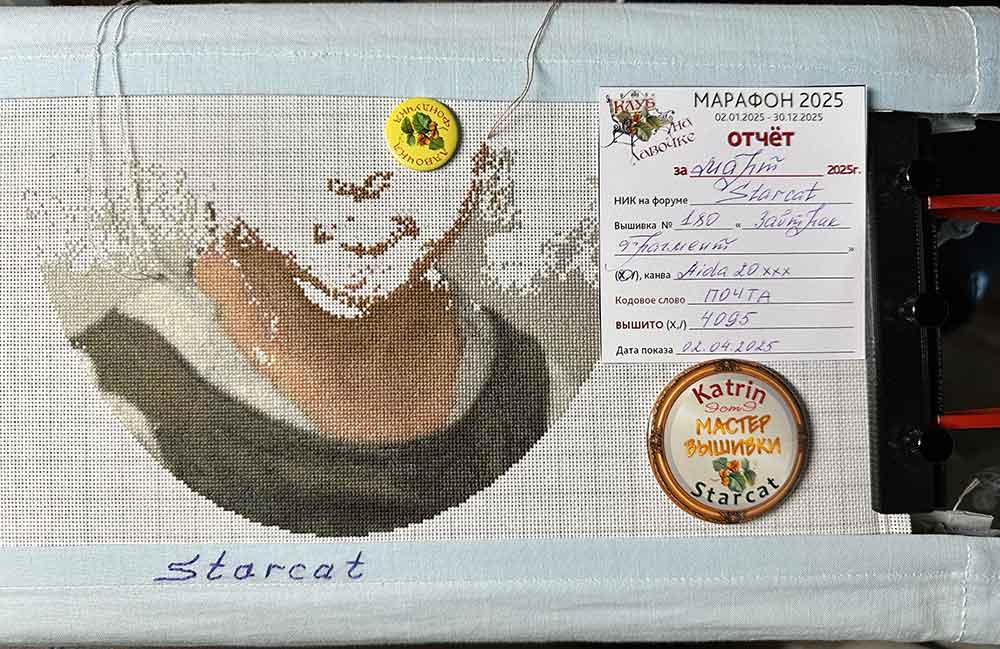 КЛУБ
на
лавочке
МАРАФОН 2025
02.01.2025 - 30.12.2025
ОТЧЁТ
за март 2025г.
НИК на форуме Starcat
Вышивка № 180 « Завтрак
фрагмент »
(X,/), канва Aida 20 xxx
Кодовое слово ПОЧТА
ВЫШИТО (X,/) 4095
Дата показа 02.04.2025
ЛАВОЧКА
Katrin
ЭотЭ
МАСТЕР
ВЫШИВКИ
Starcat
Starcat